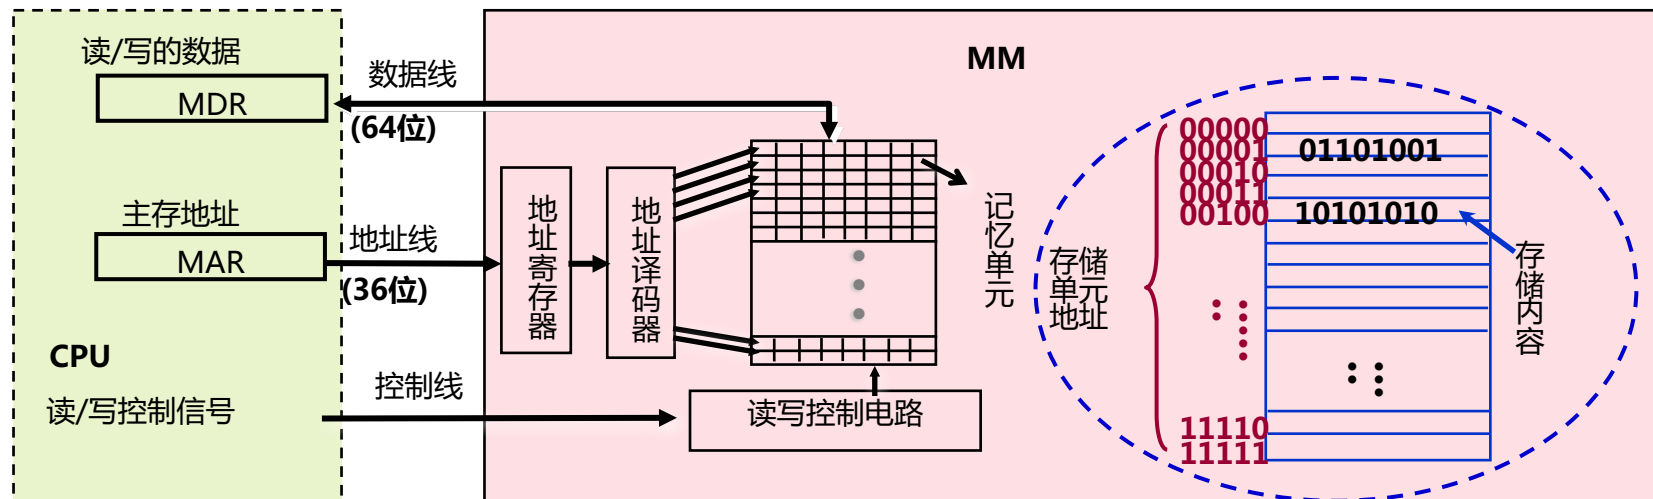 读/写的数据
MDR
数据线
(64位)
主存地址
MAR
地址线
(36位)
CPU
读/写控制信号
控制线
MM
地址寄存器
地址译码器
记忆单元
读写控制电路
存储
单元
地址
00000
00001
00010
00011
00100
11110
11111
01101001
10101010
存储内容